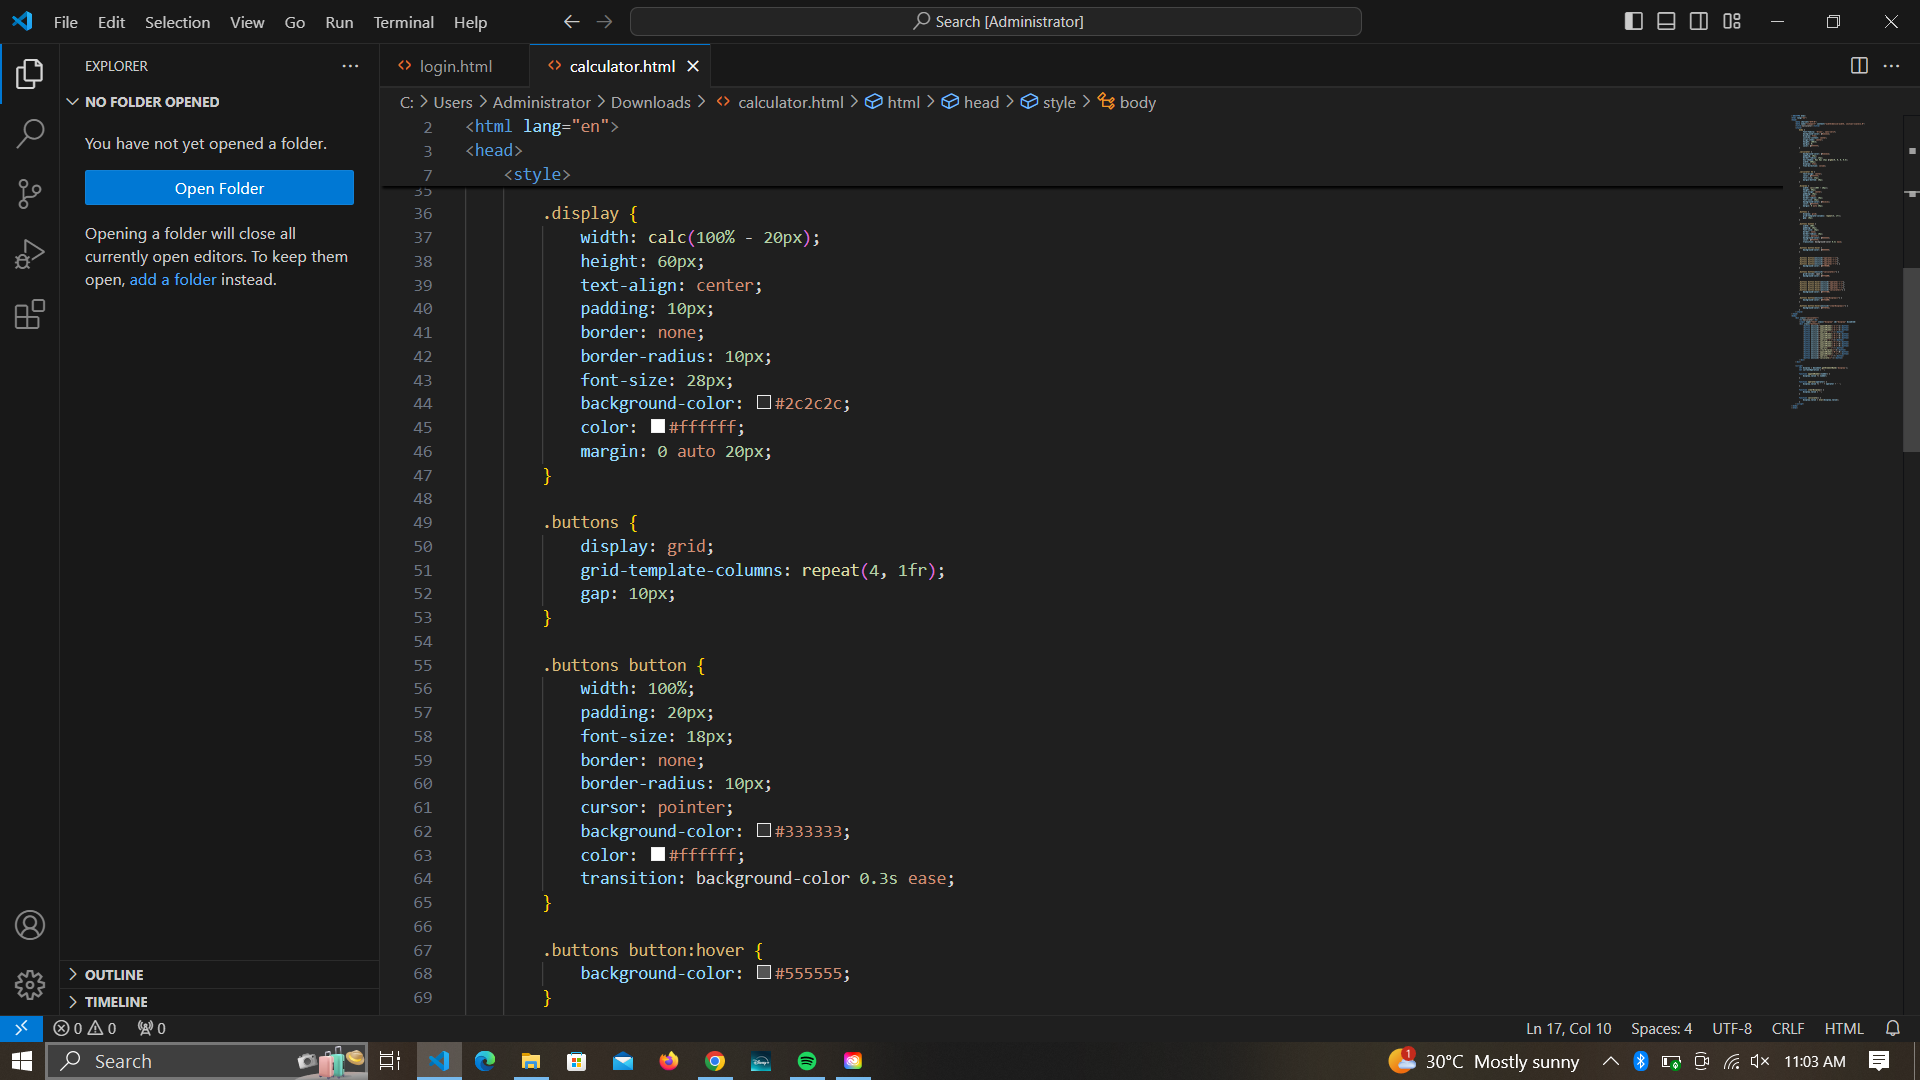 File Edit Selection View Go Run Terminal Help
Search [Administrator]
EXPLORER
NO FOLDER OPENED
You have not yet opened a folder.
Open Folder
Opening a folder will close all
currently open editors. To keep them
open, add a folder instead.
OUTLINE
TIMELINE
login.html
calculator.html
C: > Users > Administrator > Downloads > calculator.html > html > head > style > body
2 <html lang="en">
3 <head>
7 <style>
35
36 .display {
37 width: calc(100% - 20px);
38 height: 60px;
39 text-align: center;
40 padding: 10px;
41 border: none;
42 border-radius: 10px;
43 font-size: 28px;
44 background-color: #2c2c2c;
45 color: #ffffff;
46 margin: 0 auto 20px;
47 }
48
49 .buttons {
50 display: grid;
51 grid-template-columns: repeat(4, 1fr);
52 gap: 10px;
53 }
54
55 .buttons button {
56 width: 100%;
57 padding: 20px;
58 font-size: 18px;
59 border: none;
60 border-radius: 10px;
61 cursor: pointer;
62 background-color: #333333;
63 color: #ffffff;
64 transition: background-color 0.3s ease;
65 }
66
67 .buttons button:hover {
68 background-color: #555555;
69 }
0 0 0
Ln 17, Col 10 Spaces: 4 UTF-8 CRLF HTML
Search
1 30°C Mostly sunny
11:03 AM